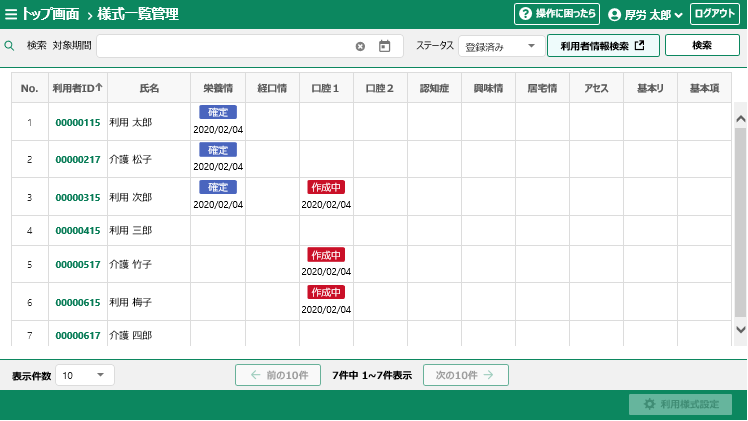 トップ画面 様式一覧管理 操作に困ったら 厚労 太郎 ログアウト
検索 対象期間 ステータス 登録済み 利用者情報検索 検索
No. 利用者ID↑ 氏名 栄養情 経口情 口腔１ 口腔２ 認知症 興味情 居宅情 アセス 基本リ 基本項
1 00000115 利用 太郎 確定 2020/02/04
2 00000217 介護 松子 確定 2020/02/04
3 00000315 利用 次郎 確定 2020/02/04 作成中 2020/02/04
4 00000415 利用 三郎
5 00000517 介護 竹子 作成中 2020/02/04
6 00000615 利用 梅子 作成中 2020/02/04
7 00000617 介護 四郎
表示件数 10 ← 前の10件 7件中 1~7件表示 次の10件 →
利用様式設定